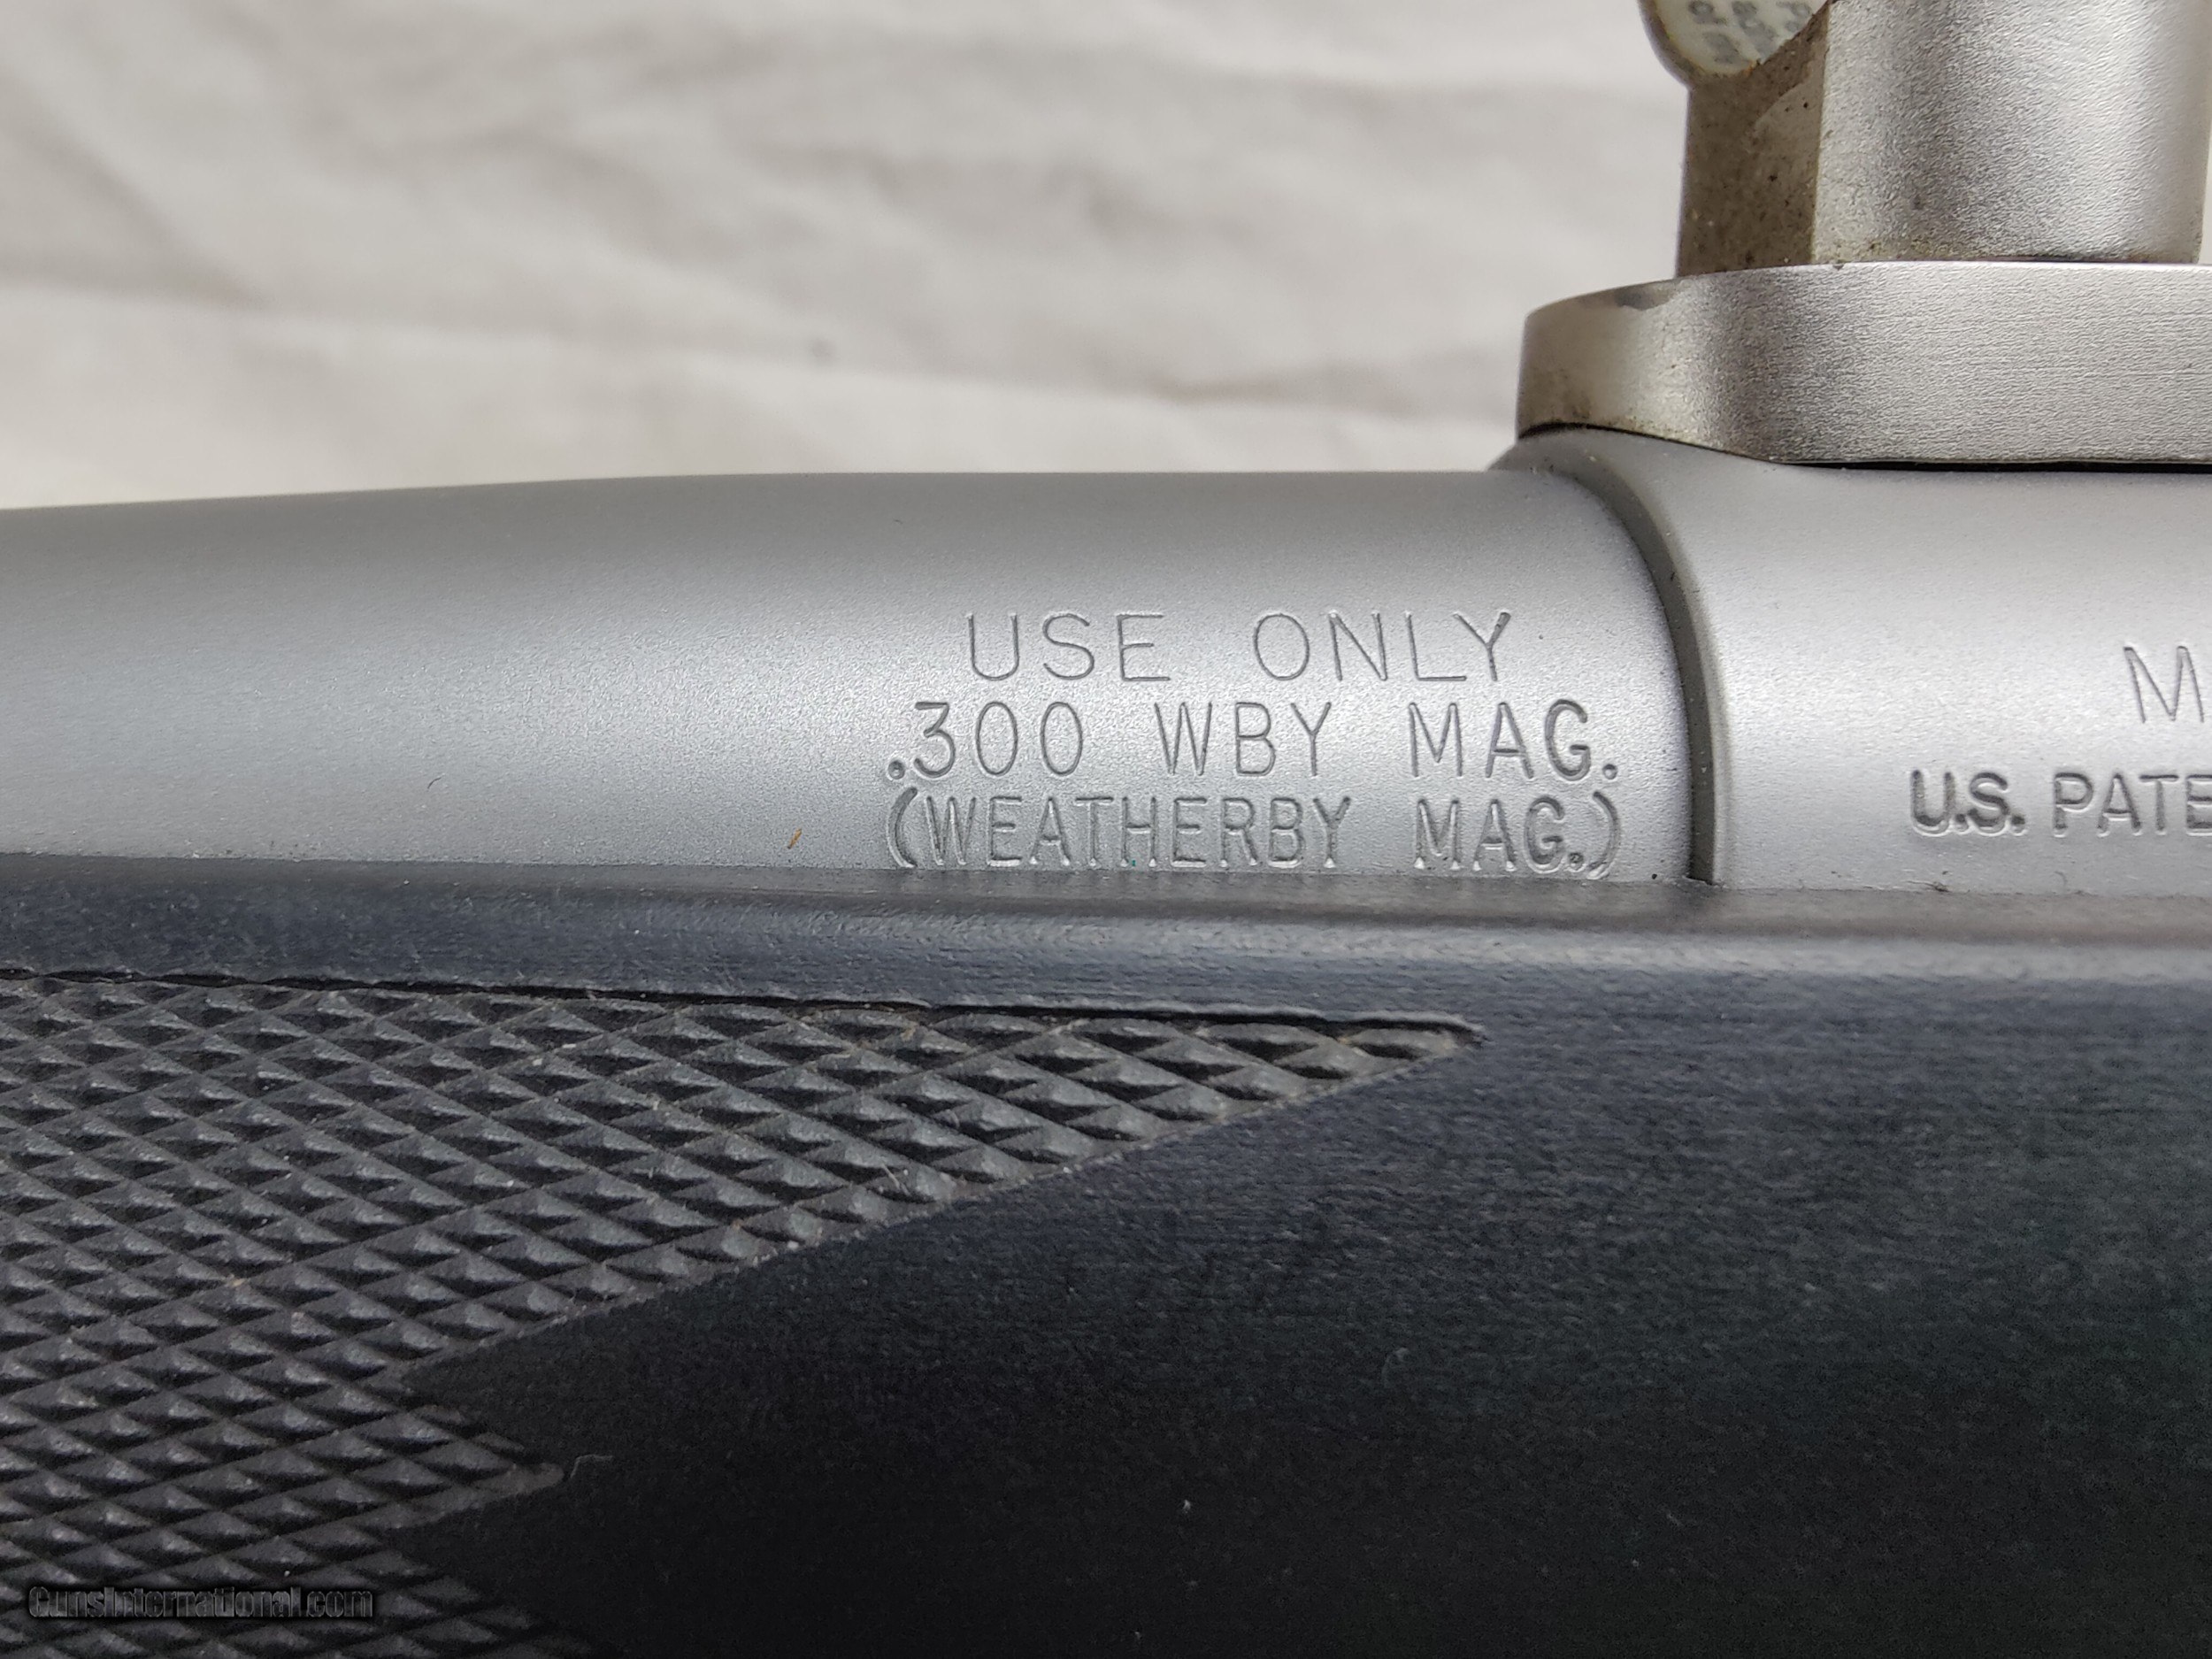 USE ONLY
.300 WBY MAG.
(WEATHERBY MAG.)
M
U.S. PATE
GunsInternational.com